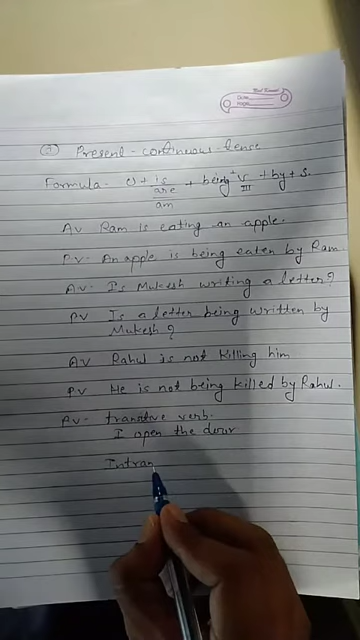 ② Present-continuous tense
Formula- O + is/are/am + being + V III + by + S.
AV Ram is eating an apple.
PV- An apple is being eaten by Ram
AV- Is Mukesh writing a letter?
PV Is a letter being written by
Mukesh?
AV Rahul is not killing him
PV He is not being killed by Rahul.
AV- transitive verb.
I open the door
Intran